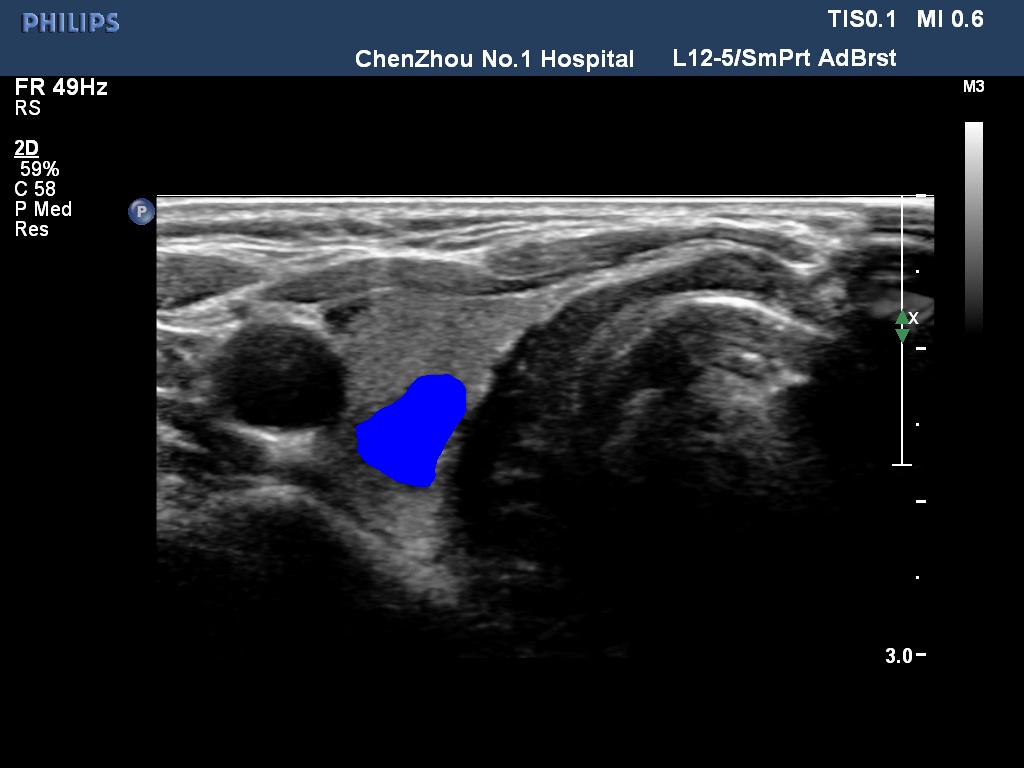 PHILIPS
TIS0.1 MI 0.6
ChenZhou No.1 Hospital L12-5/SmPrt AdBrst
FR 49Hz
RS
M3
2D
59%
C 58
P Med
Res
P
X
3.0